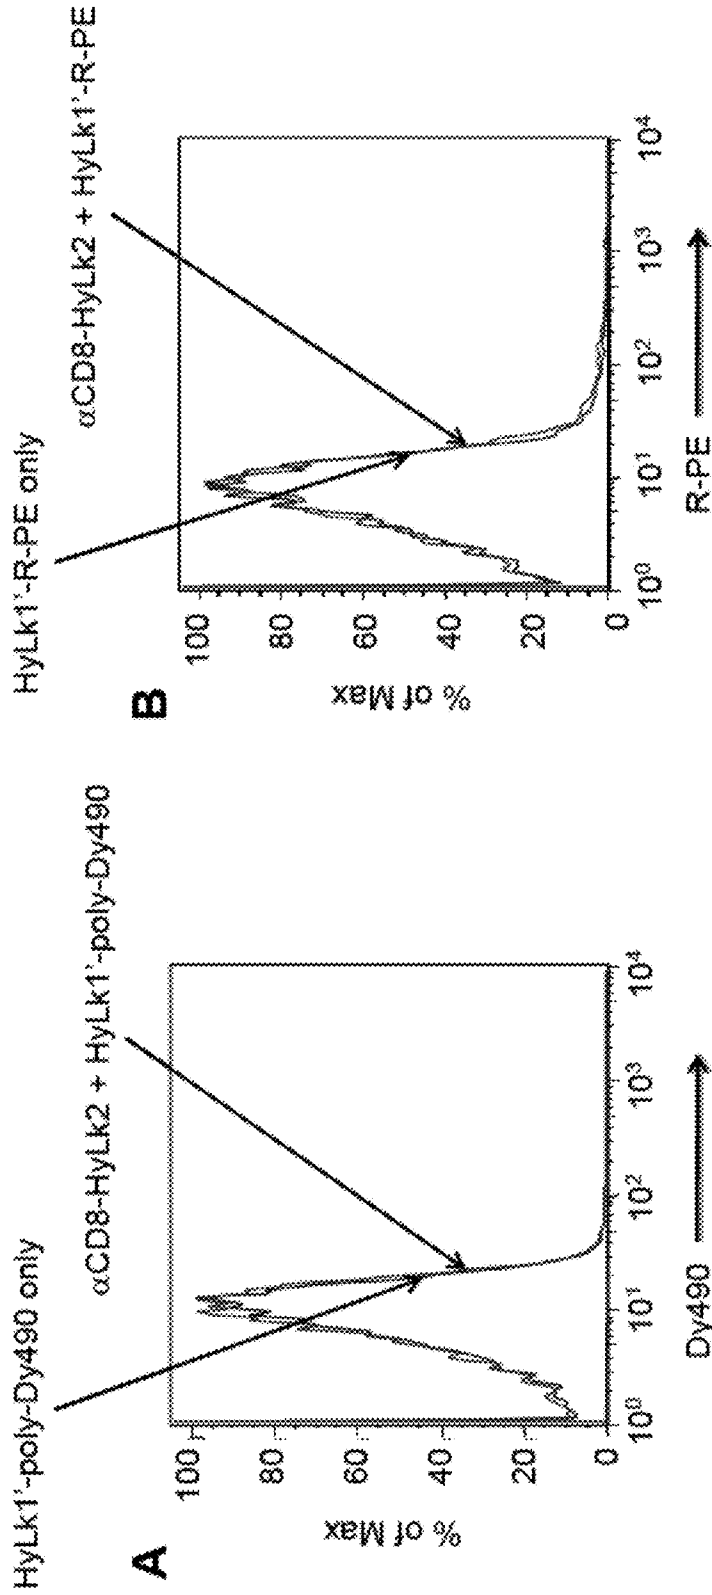 A
HyLk1'-poly-Dy490 only
αCD8-HyLk2 + HyLk1'-poly-Dy490
% of Max
100
80
60
40
20
0
10⁰
10¹
10²
10³
10⁴
Dy490
B
HyLk1'-R-PE only
αCD8-HyLk2 + HyLk1'-R-PE
% of Max
100
80
60
40
20
0
10⁰
10¹
10²
10³
10⁴
R-PE